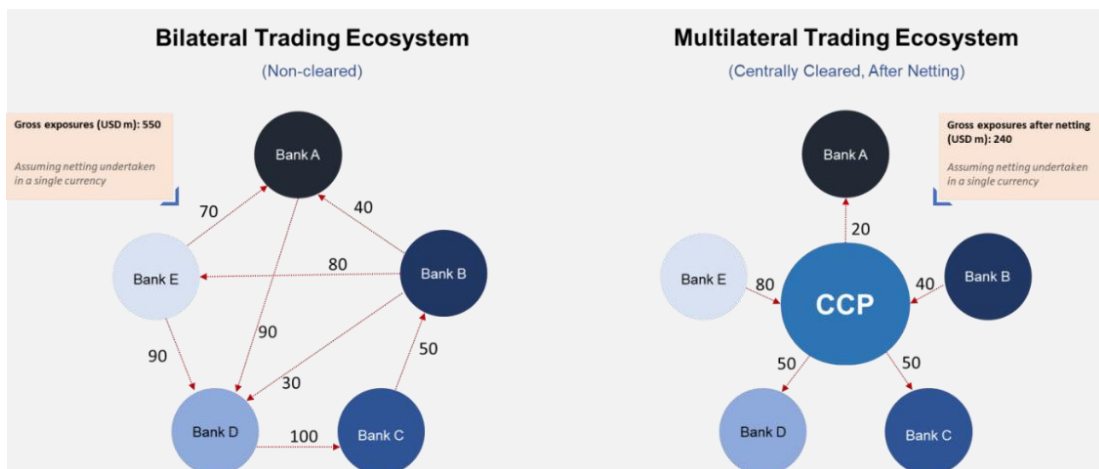 Bilateral Trading Ecosystem
(Non-cleared)
Gross exposures (USD m): 550
Assuming netting undertaken
in a single currency
Bank A
70
40
Bank E
80
Bank B
90
90
50
30
Bank D
100
Bank C
Multilateral Trading Ecosystem
(Centrally Cleared, After Netting)
Gross exposures after netting
(USD m): 240
Assuming netting undertaken
in a single currency
Bank A
20
Bank E
80
CCP
40
Bank B
50
50
Bank D
Bank C